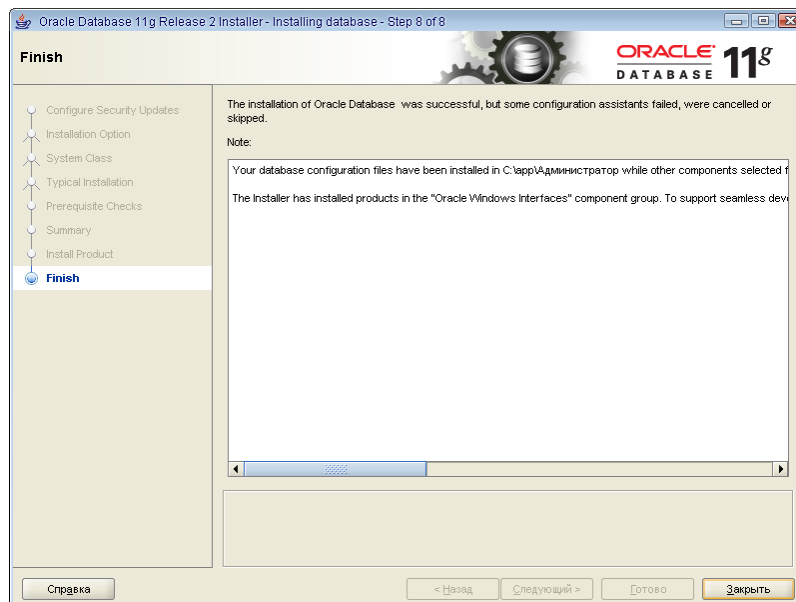 Oracle Database 11g Release 2 Installer - Installing database - Step 8 of 8
Finish
ORACLE
DATABASE
11g
Configure Security Updates
Installation Option
System Class
Typical Installation
Prerequisite Checks
Summary
Install Product
Finish
The installation of Oracle Database was successful, but some configuration assistants failed, were cancelled or
skipped.
Note:
Your database configuration files have been installed in C:\app\Администратор while other components selected f
The Installer has installed products in the "Oracle Windows Interfaces" component group. To support seamless deve
Справка
< Назад
Следующий >
Готово
Закрыть